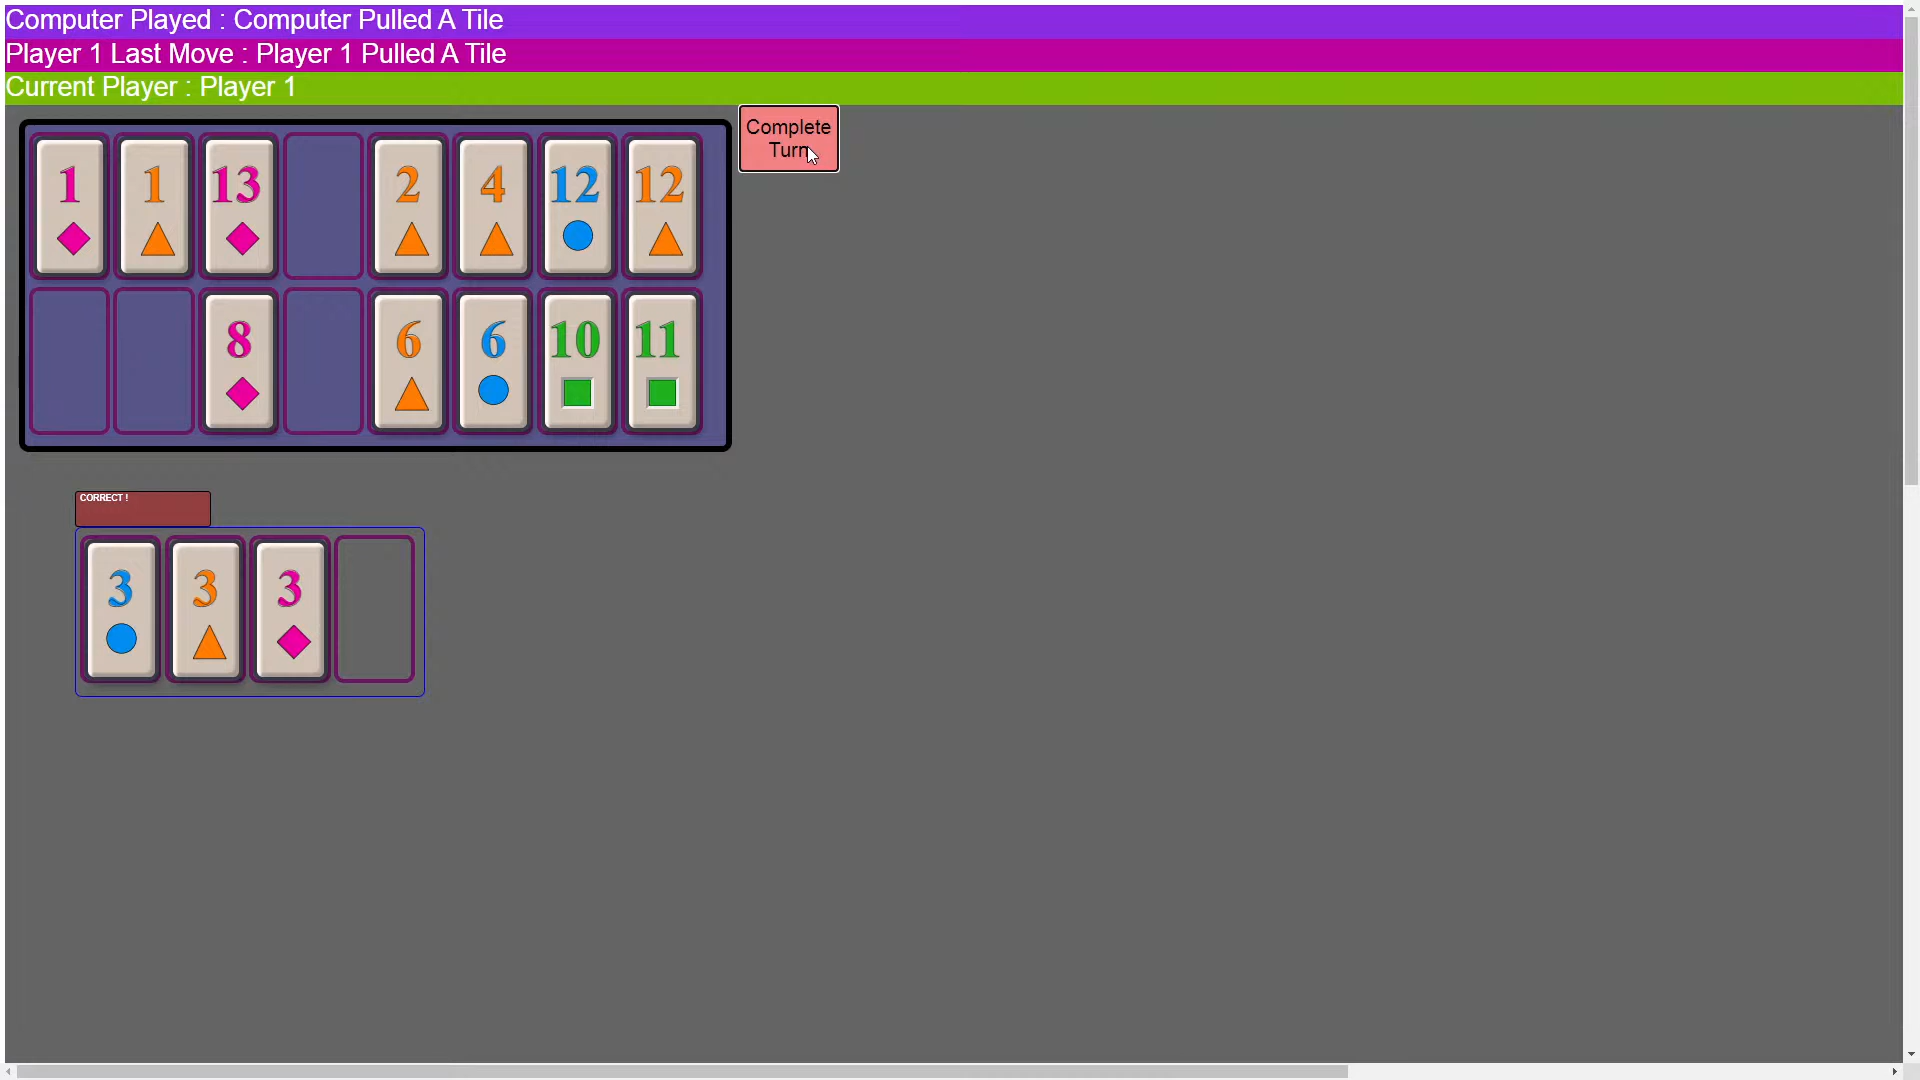 Computer Played : Computer Pulled A Tile
Player 1 Last Move : Player 1 Pulled A Tile
Current Player : Player 1
Complete
Turn
1 1 13 2 4 12 12
8 6 6 10 11
CORRECT !
3 3 3